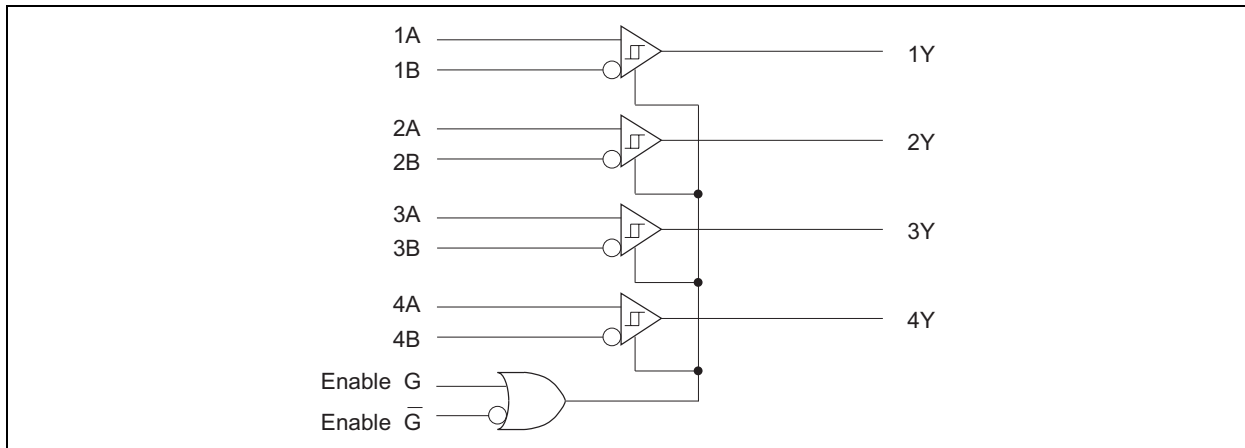 1A
1B
1Y
2A
2B
2Y
3A
3B
3Y
4A
4B
4Y
Enable G
Enable G̅